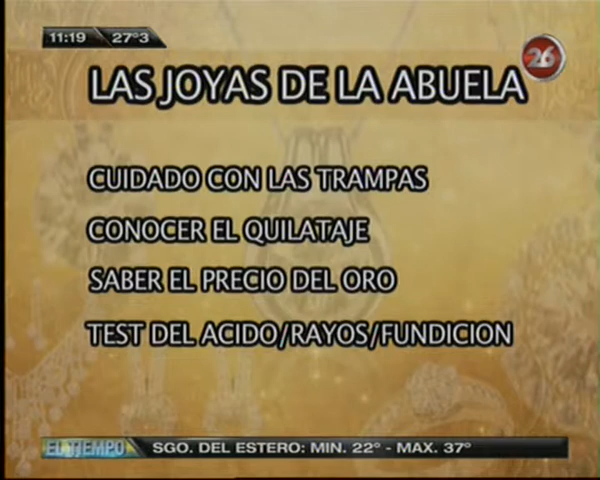 11:19 27°3
26
LAS JOYAS DE LA ABUELA
CUIDADO CON LAS TRAMPAS
CONOCER EL QUILATAJE
SABER EL PRECIO DEL ORO
TEST DEL ACIDO/RAYOS/FUNDICION
EL TIEMPO SGO. DEL ESTERO: MIN. 22° - MAX. 37°